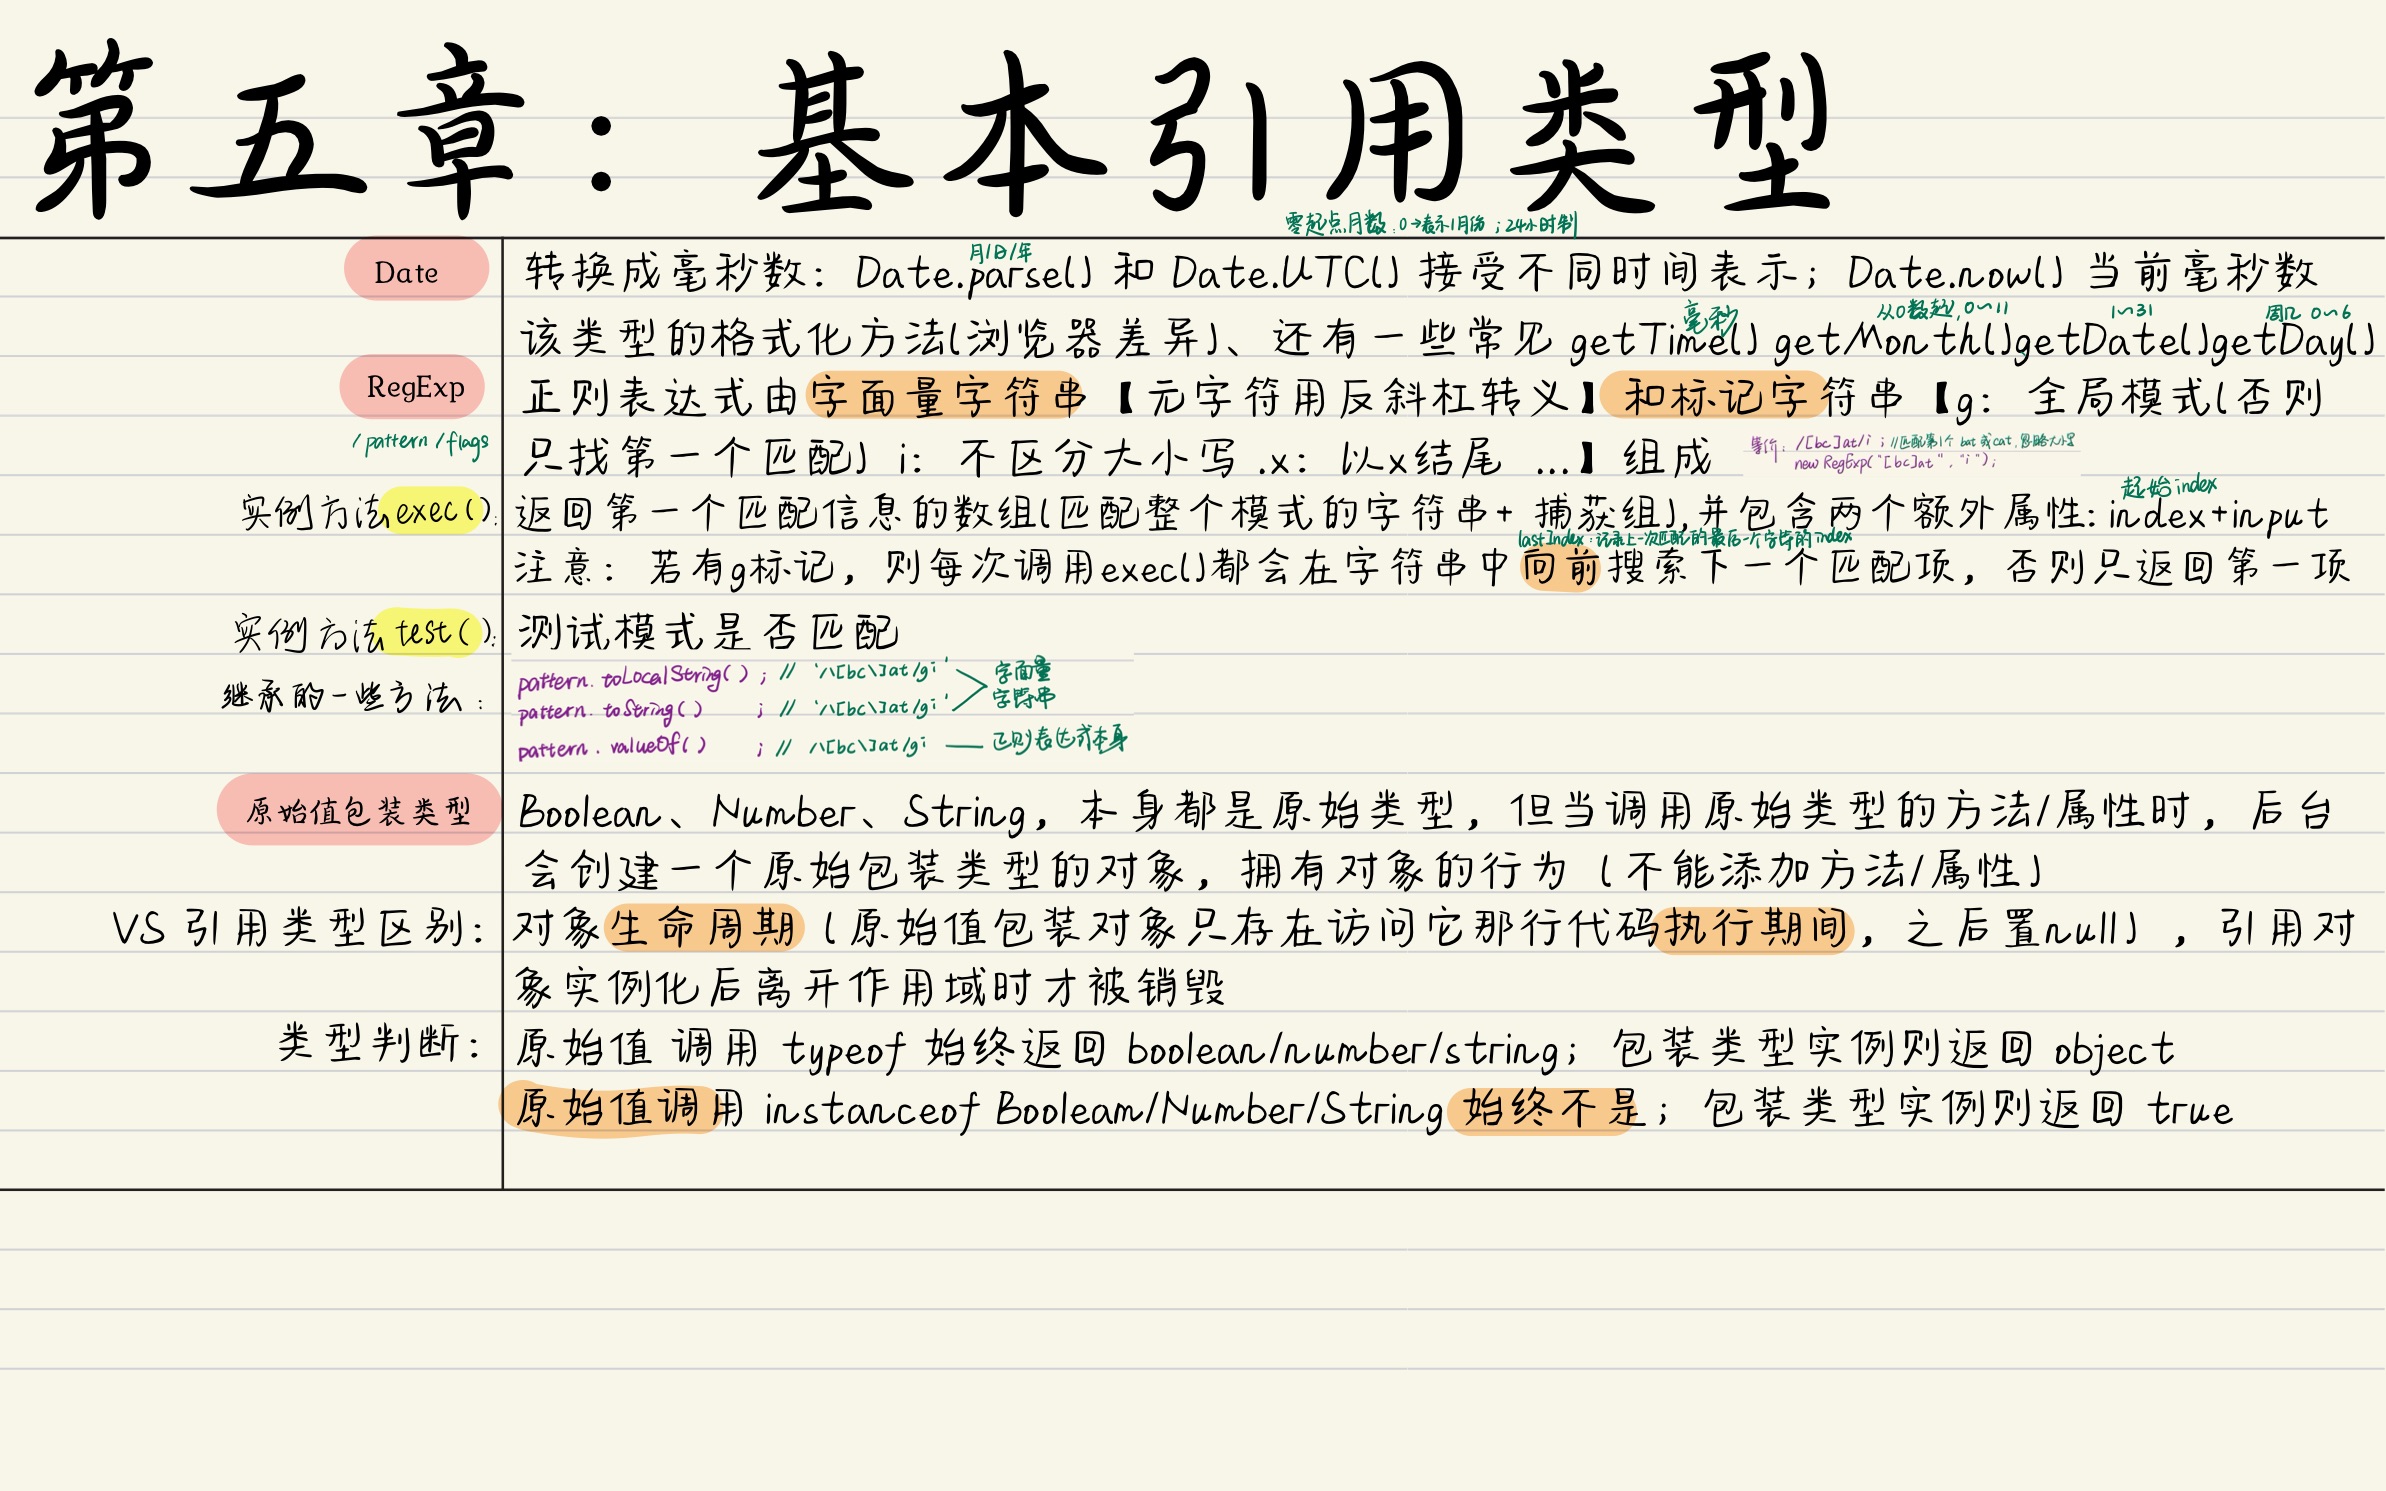 第五章：基本引用类型
零起点月数.0→表示1月份；24小时制
月/日/年
Date
转换成毫秒数：Date.parse() 和 Date.UTC() 接受不同时间表示；Date.now() 当前毫秒数
毫秒 从0数起,0~11 1~31 周几 0~6
该类型的格式化方法(浏览器差异)、还有一些常见 getTime() getMonth()getDate()getDay()
RegExp
正则表达式由字面量字符串【元字符用反斜杠转义】和标记字符串【g：全局模式(否则
/pattern/flags
只找第一个匹配) i：不区分大小写 .x：以x结尾 ...】组成
等价：/[bc]at/i；//匹配第1个 bat 或cat,忽略大小写
new RegExp("[bc]at","i");
起始index
实例方法exec()：
返回第一个匹配信息的数组(匹配整个模式的字符串+ 捕获组),并包含两个额外属性:index+input
lastIndex：记录上一次匹配的最后一个字符的index
注意：若有g标记，则每次调用exec()都会在字符串中向前搜索下一个匹配项，否则只返回第一项
实例方法test()：
测试模式是否匹配
继承的一些方法：
pattern.toLocalString()；// '/\[bc\]at/gi' 字面量
pattern.toString() ；// '/\[bc\]at/gi' 字符串
pattern.valueOf() ；// /\[bc\]at/gi —— 正则表达式本身
原始值包装类型
Boolean、Number、String，本身都是原始类型，但当调用原始类型的方法/属性时，后台
会创建一个原始包装类型的对象，拥有对象的行为（不能添加方法/属性）
VS 引用类型区别：
对象生命周期（原始值包装对象只存在访问它那行代码执行期间，之后置null），引用对
象实例化后离开作用域时才被销毁
类型判断：
原始值 调用 typeof 始终返回 boolean/number/string；包装类型实例则返回 object
原始值调用 instanceof Booleam/Number/String 始终不是；包装类型实例则返回 true